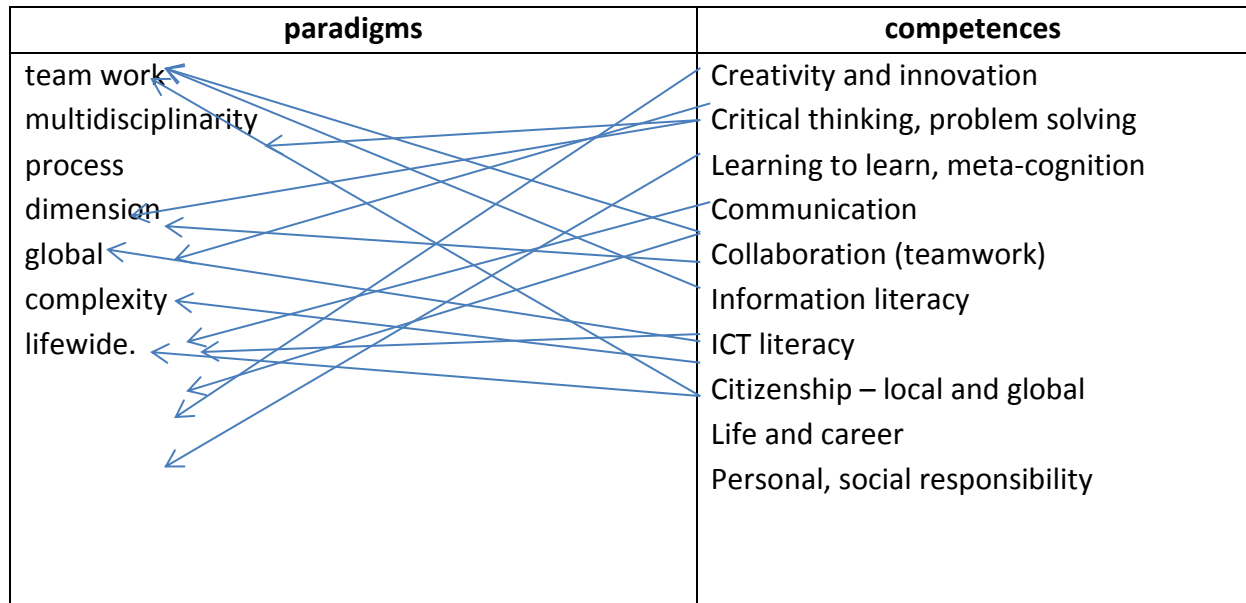 paradigms
competences
team work
multidisciplinarity
process
dimension
global
complexity
lifewide.
Creativity and innovation
Critical thinking, problem solving
Learning to learn, meta-cognition
Communication
Collaboration (teamwork)
Information literacy
ICT literacy
Citizenship – local and global
Life and career
Personal, social responsibility